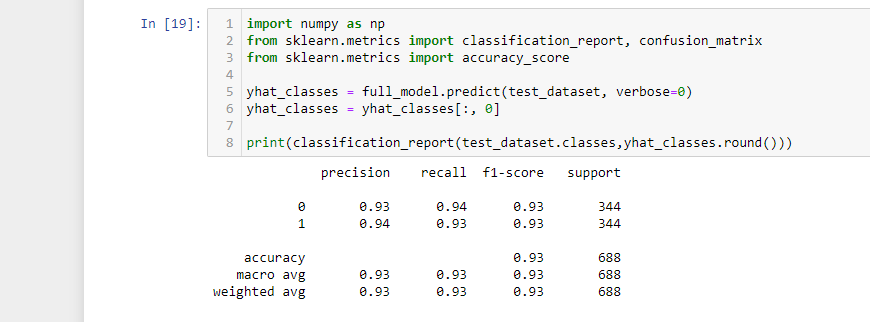 In [19]:
1 import numpy as np
2 from sklearn.metrics import classification_report, confusion_matrix
3 from sklearn.metrics import accuracy_score
4
5 yhat_classes = full_model.predict(test_dataset, verbose=0)
6 yhat_classes = yhat_classes[:, 0]
7
8 print(classification_report(test_dataset.classes,yhat_classes.round()))
precision recall f1-score support
0 0.93 0.94 0.93 344
1 0.94 0.93 0.93 344
accuracy 0.93 688
macro avg 0.93 0.93 0.93 688
weighted avg 0.93 0.93 0.93 688